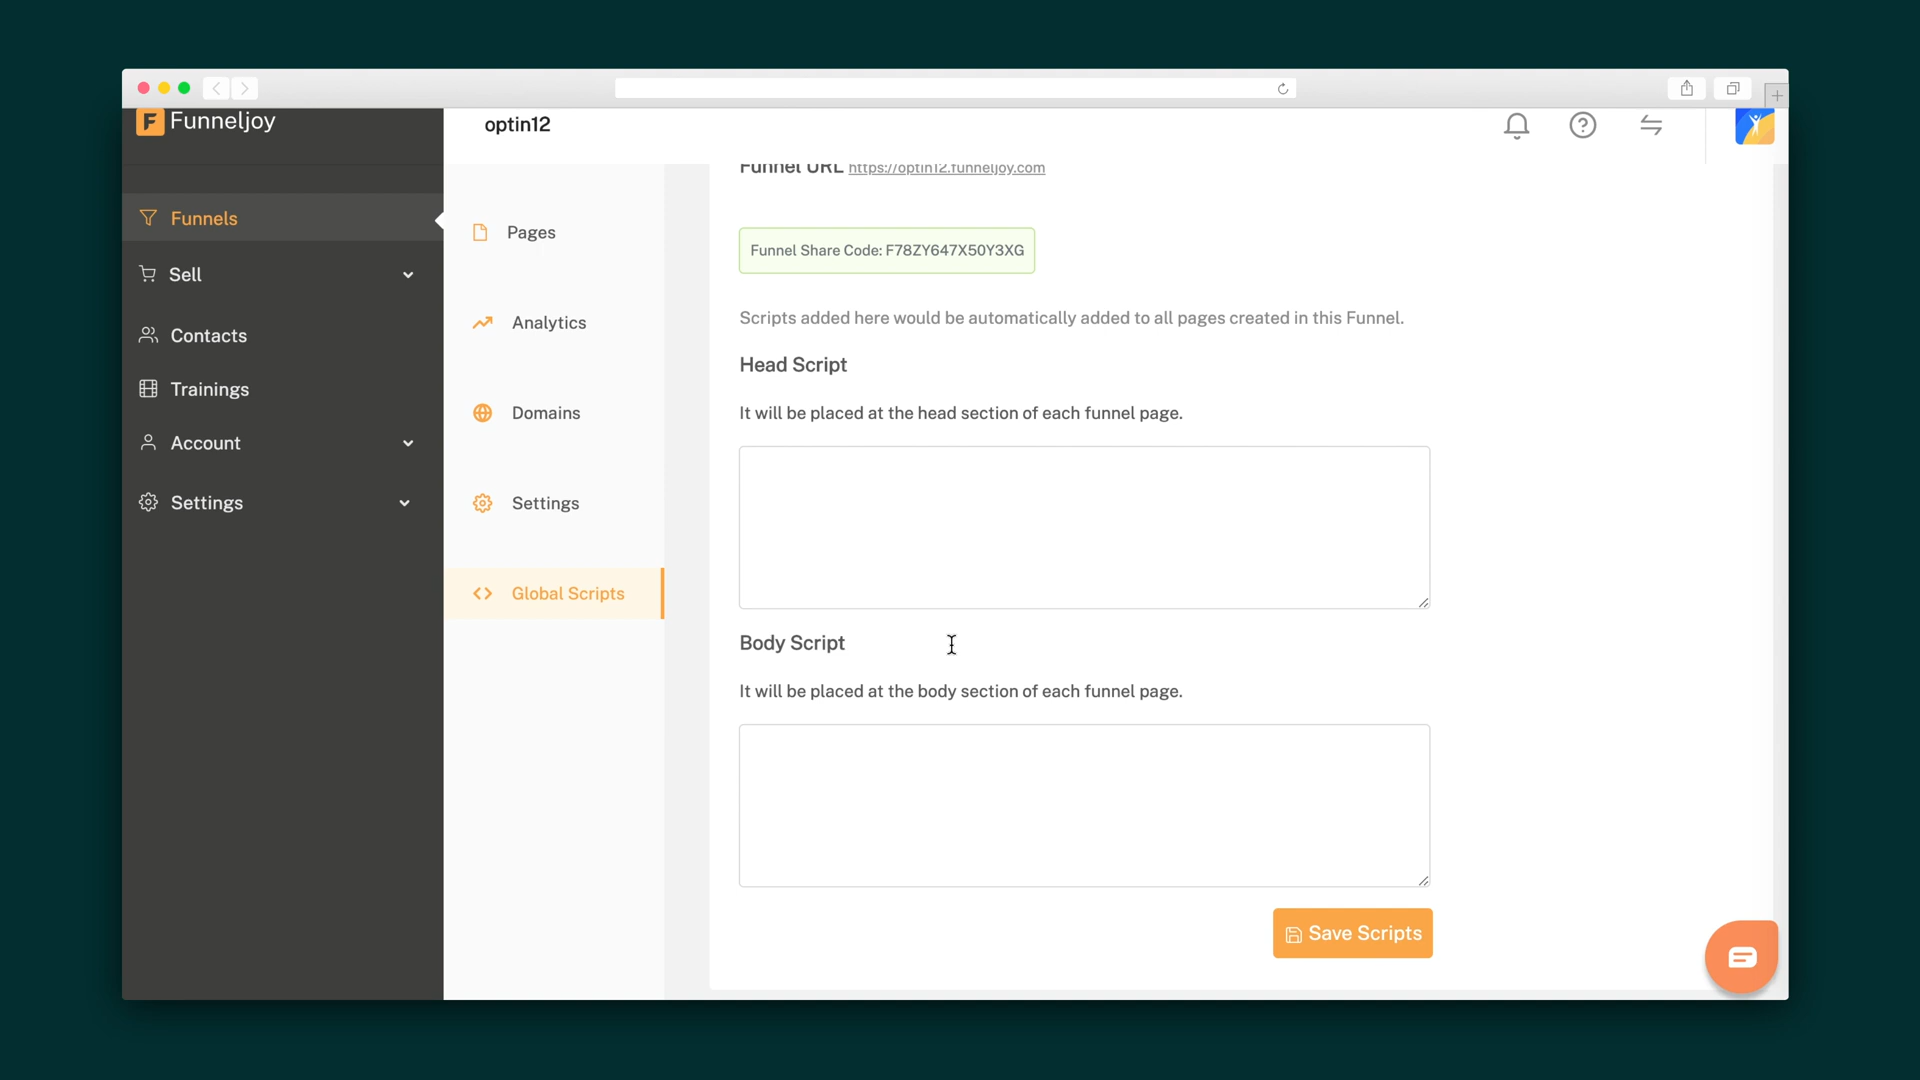 Funneljoy
optin12
Funnel URL https://optin12.funneljoy.com
Funnels
Sell
Contacts
Trainings
Account
Settings
Pages
Analytics
Domains
Settings
Global Scripts
Funnel Share Code: F78ZY647X50Y3XG
Scripts added here would be automatically added to all pages created in this Funnel.
Head Script
It will be placed at the head section of each funnel page.
Body Script
It will be placed at the body section of each funnel page.
Save Scripts